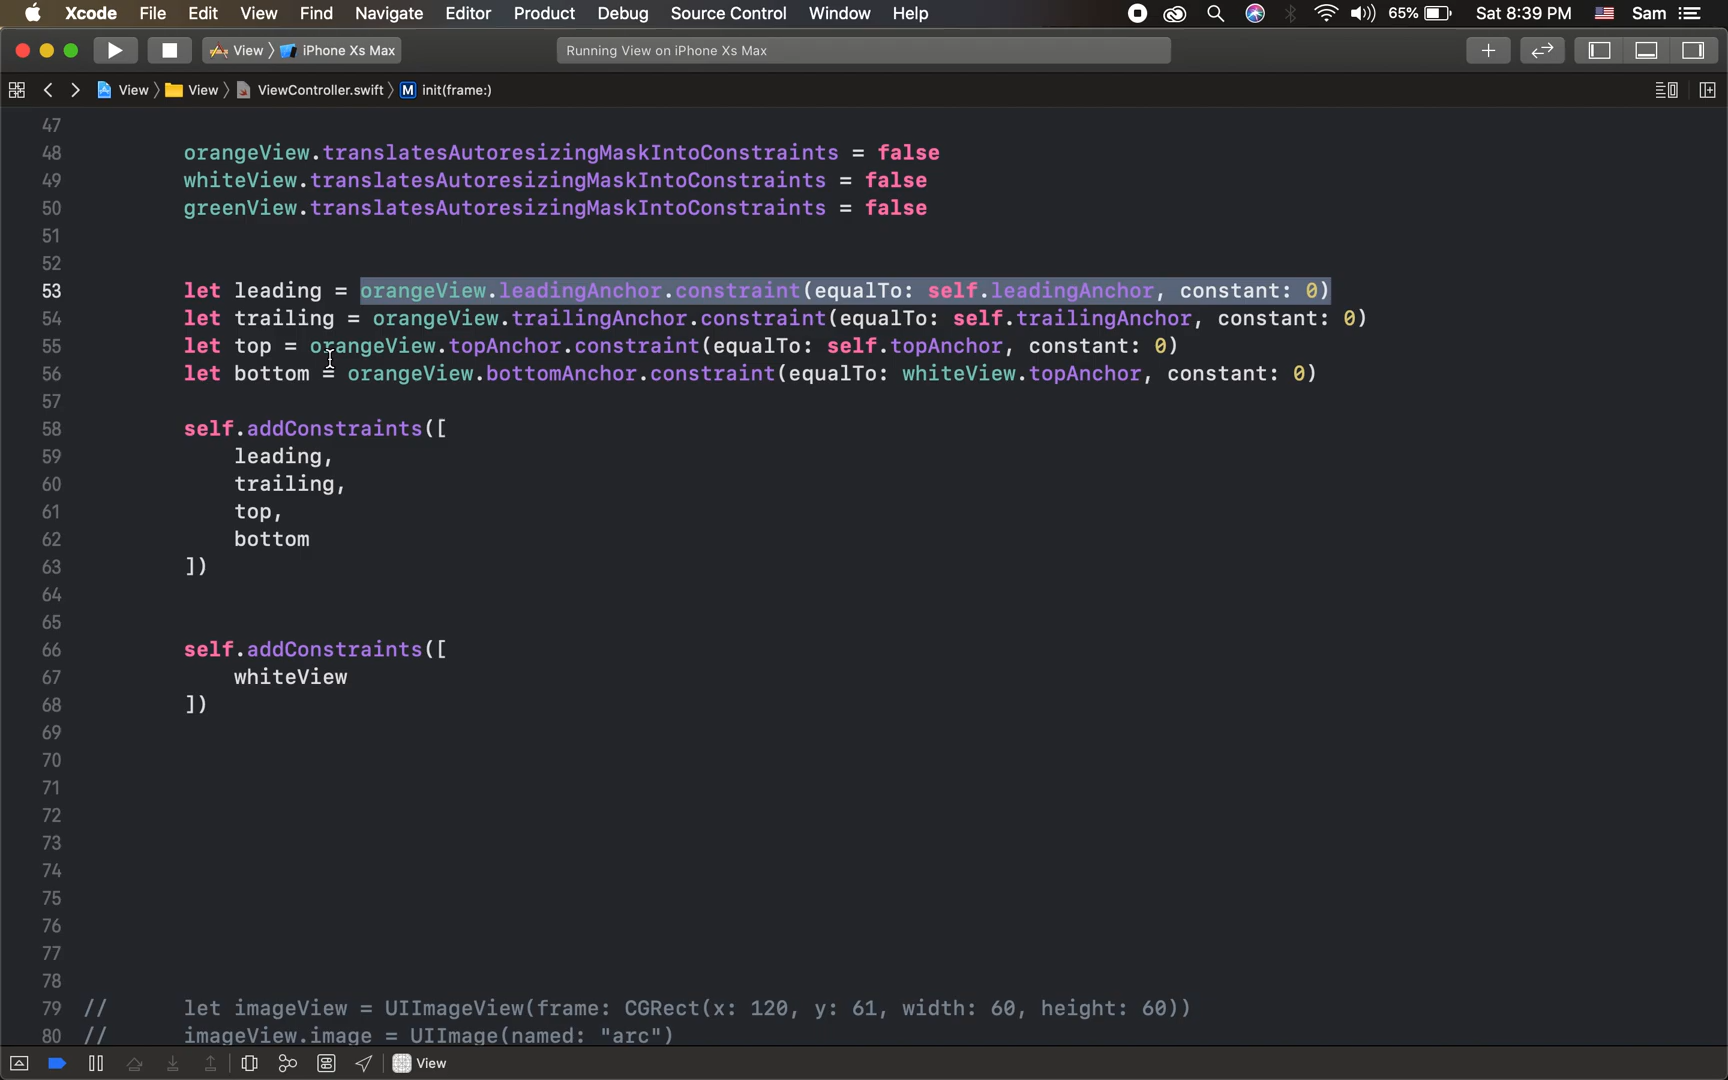 Xcode File Edit View Find Navigate Editor Product Debug Source Control Window Help 65% Sat 8:39 PM Sam
View 〉 iPhone Xs Max Running View on iPhone Xs Max
View 〉 View 〉 ViewController.swift 〉 M init(frame:)
47
48 orangeView.translatesAutoresizingMaskIntoConstraints = false
49 whiteView.translatesAutoresizingMaskIntoConstraints = false
50 greenView.translatesAutoresizingMaskIntoConstraints = false
51
52
53 let leading = orangeView.leadingAnchor.constraint(equalTo: self.leadingAnchor, constant: 0)
54 let trailing = orangeView.trailingAnchor.constraint(equalTo: self.trailingAnchor, constant: 0)
55 let top = orangeView.topAnchor.constraint(equalTo: self.topAnchor, constant: 0)
56 let bottom = orangeView.bottomAnchor.constraint(equalTo: whiteView.topAnchor, constant: 0)
57
58 self.addConstraints([
59 leading,
60 trailing,
61 top,
62 bottom
63 ])
64
65
66 self.addConstraints([
67 whiteView
68 ])
69
70
71
72
73
74
75
76
77
78
79 // let imageView = UIImageView(frame: CGRect(x: 120, y: 61, width: 60, height: 60))
80 // imageView.image = UIImage(named: "arc")
View